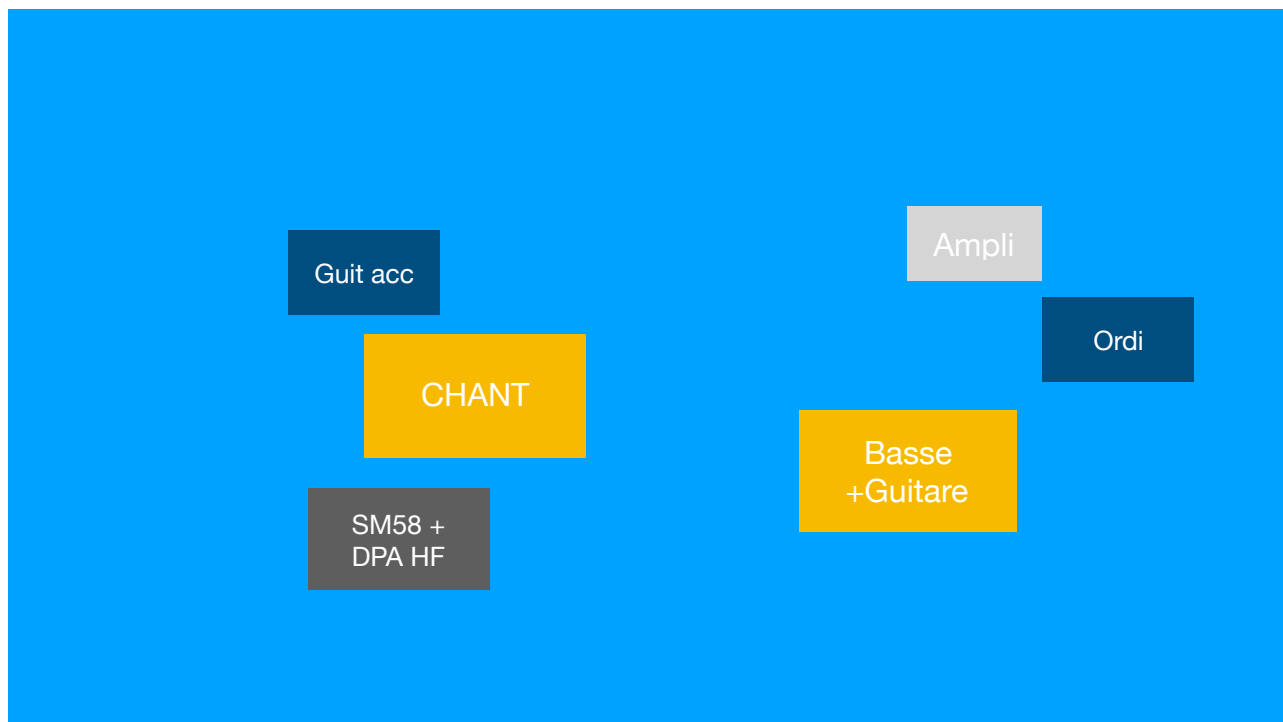 Ampli
Guit acc
Ordi
CHANT
Basse
+Guitare
SM58 +
DPA HF